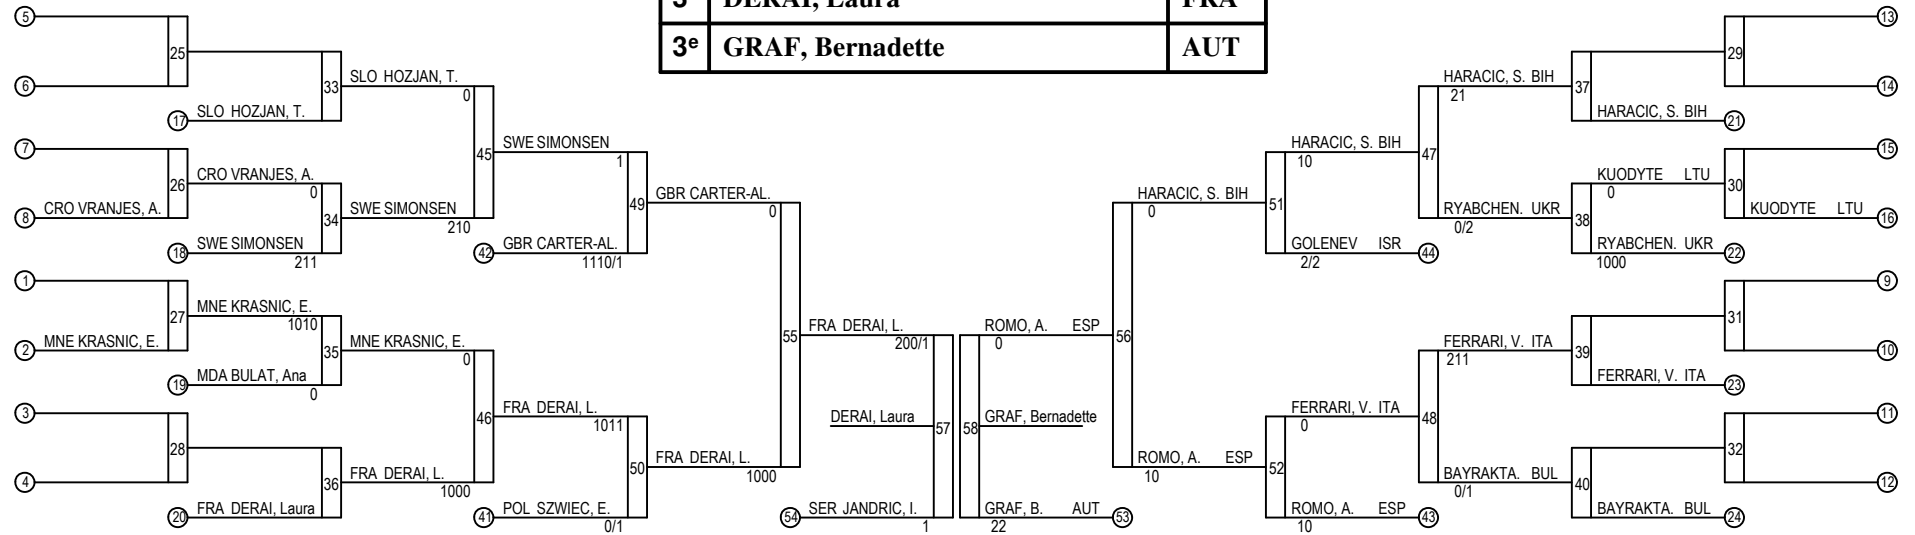 3ᵉ DERAI, Laura FRA
3ᵉ GRAF, Bernadette AUT
5
25
6
33
SLO HOZJAN, T.
0
17 SLO HOZJAN, T.
7
45
SWE SIMONSEN
1
26
CRO VRANJES, A.
0
8 CRO VRANJES, A.
34
SWE SIMONSEN
210
49
GBR CARTER-AL.
0
18 SWE SIMONSEN
211
42 GBR CARTER-AL.
1110/1
1
27
MNE KRASNIC, E.
1010
2 MNE KRASNIC, E.
35
MNE KRASNIC, E.
0
55
FRA DERAI, L.
200/1
19 MDA BULAT, Ana
0
3
46
FRA DERAI, L.
1011
28
4
36
FRA DERAI, L.
1000
50
FRA DERAI, L.
1000
20 FRA DERAI, Laura
41 POL SZWIEC, E.
0/1
54 SER JANDRIC, I.
1
DERAI, Laura
57
58
GRAF, Bernadette
ROMO, A. ESP
0
56
GRAF, B. AUT 53
22
HARACIC, S. BIH
0
51
HARACIC, S. BIH
10
47
HARACIC, S. BIH
21
37
29
13
14
HARACIC, S. BIH 21
15
KUODYTE LTU
0
30
KUODYTE LTU 16
RYABCHEN. UKR
0/2
38
GOLENEV ISR 44
2/2
RYABCHEN. UKR 22
1000
9
31
10
FERRARI, V. ITA
211
39
FERRARI, V. ITA 23
FERRARI, V. ITA
0
48
11
32
12
ROMO, A. ESP
10
52
BAYRAKTA. BUL
0/1
40
ROMO, A. ESP 43
10
BAYRAKTA. BUL 24